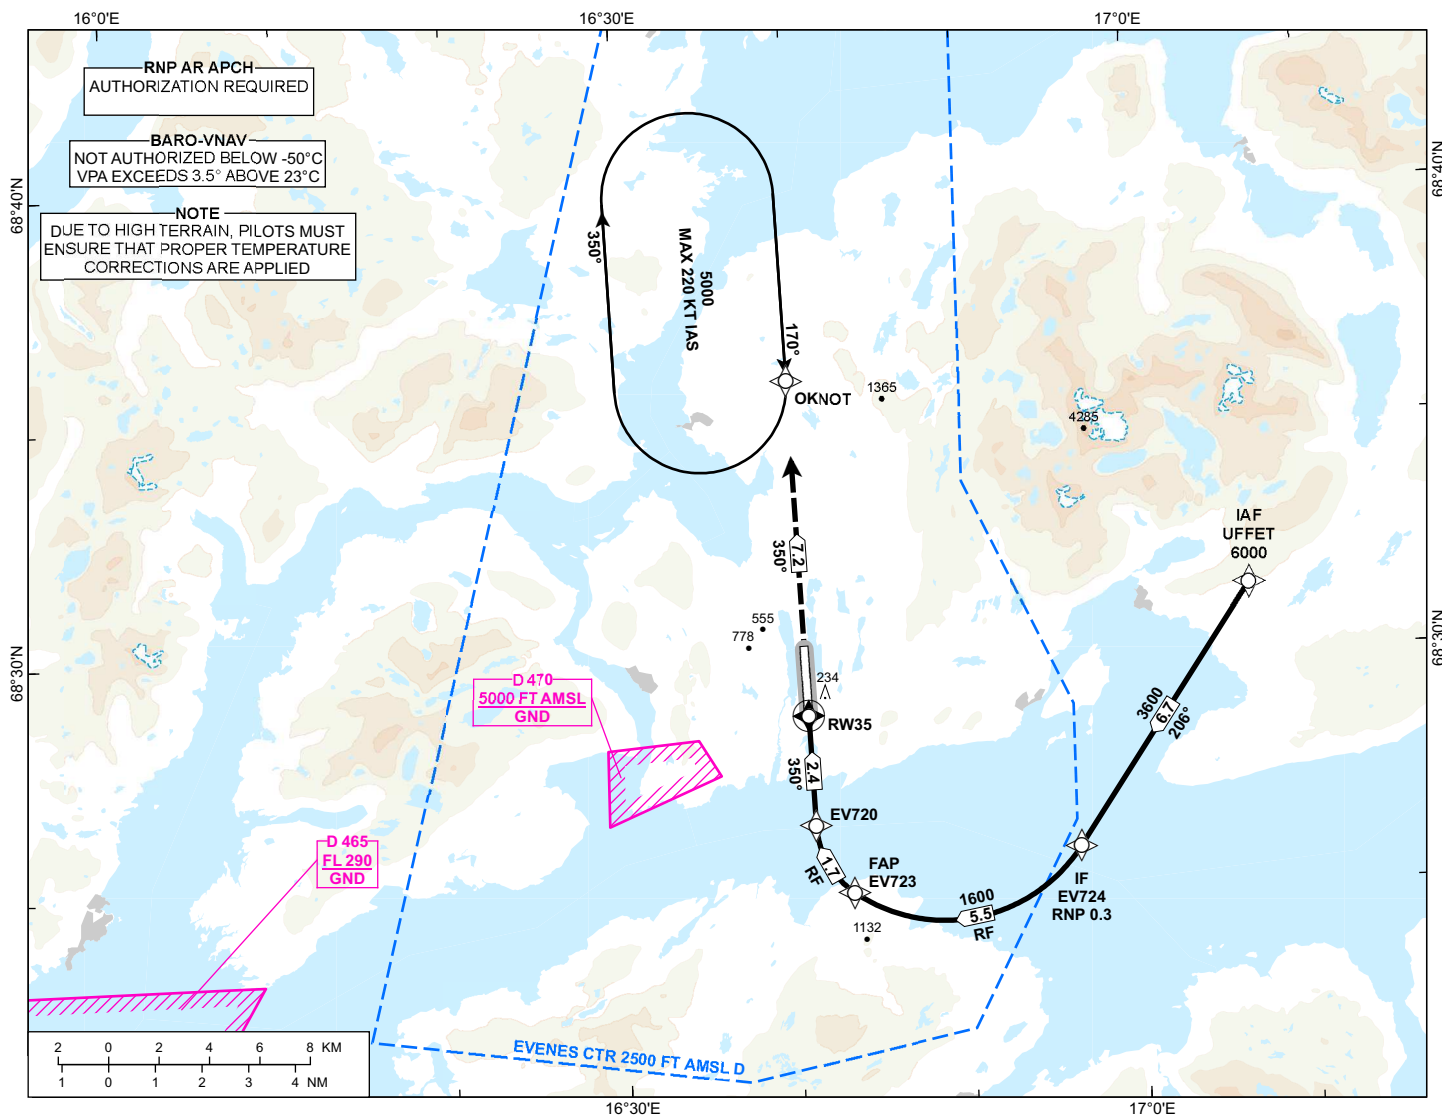 16°0'E
16°30'E
17°0'E
RNP AR APCH
AUTHORIZATION REQUIRED
BARO-VNAV
NOT AUTHORIZED BELOW -50°C
VPA EXCEEDS 3.5° ABOVE 23°C
NOTE
DUE TO HIGH TERRAIN, PILOTS MUST
ENSURE THAT PROPER TEMPERATURE
CORRECTIONS ARE APPLIED
68°40'N
68°40'N
350°
5000
MAX 220 KT IAS
170°
OKNOT
1365
4285
IAF
UFFET
6000
7.2
350°
555
778
234
68°30'N
68°30'N
D 470
5000 FT AMSL
GND
RW35
3600
6.7
206°
2.4
350°
EV720
D 465
FL 290
GND
1.7
RF
FAP
EV723
IF
EV724
RNP 0.3
1600
5.5
RF
1132
EVENES CTR 2500 FT AMSL D
2 0 2 4 6 8 KM
1 0 1 2 3 4 NM
16°30'E
17°0'E